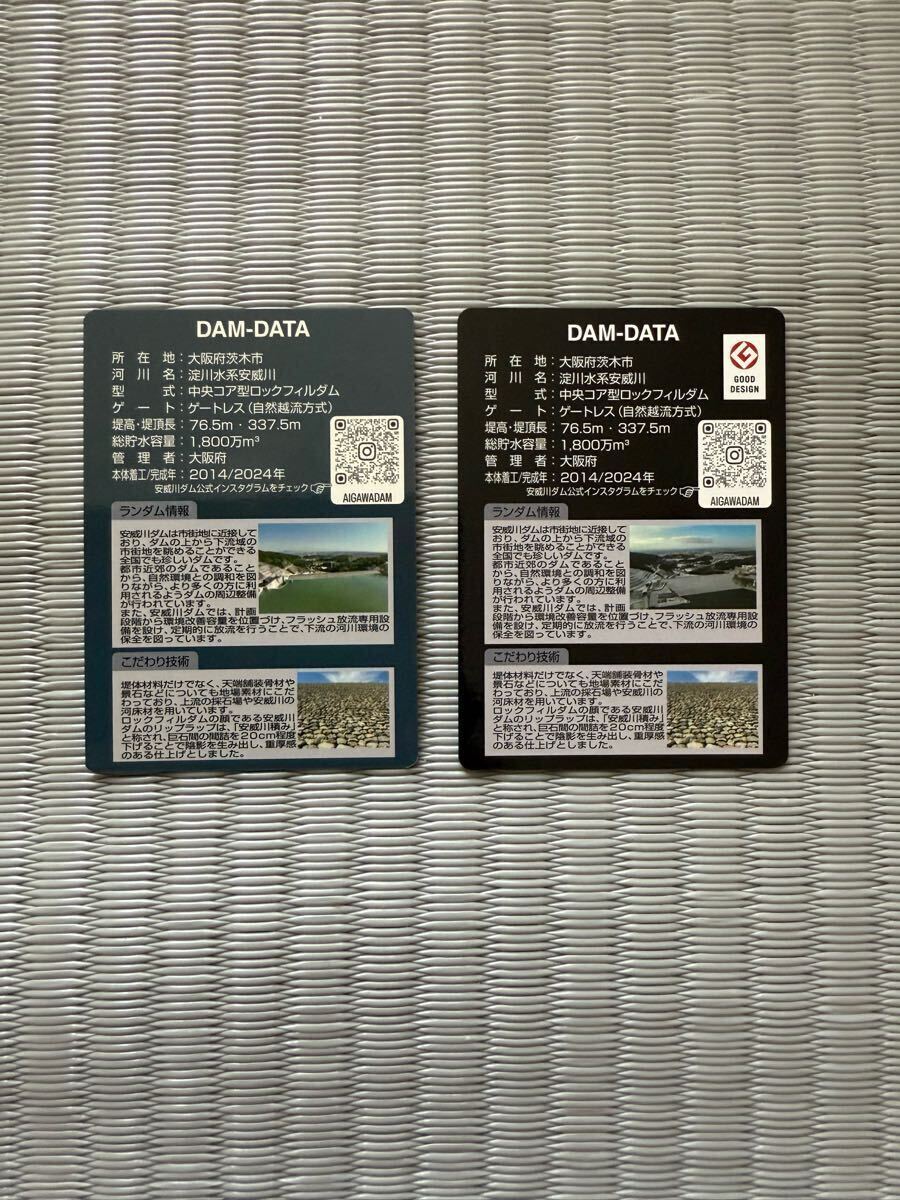 DAM-DATA
所在地：大阪府茨木市
河川名：淀川水系安威川
型式：中央コア型ロックフィルダム
ゲート：ゲートレス（自然越流方式）
堤高・堤頂長：76.5m・337.5m
総貯水容量：1,800万m³
管理者：大阪府
本体着工/完成年：2014/2024年
安威川ダム公式インスタグラムをチェック
AIGAWADAM
ランダム情報
安威川ダムは市街地に近接して
おり、ダムの上から下流域の
市街地を眺めることができる
全国でも珍しいダムです。
都市近郊のダムであること
から、自然環境との調和を図
りながら、より多くの方に利
用されるようダムの周辺整備
が行われています。
また、安威川ダムでは、計画
段階から環境改善容量を位置づけ、フラッシュ放流専用設
備を設け、定期的に放流を行うことで、下流の河川環境の
保全を図っています。
こだわり技術
堤体材料だけでなく、天端舗装骨材や
景石などについても地場素材にこだ
わっており、上流の採石場や安威川の
河床材を用いています。
ロックフィルダムの顔である安威川
ダムのリップラップは、「安威川積み」
と称され、巨石間の間詰を20cm程度
下げることで陰影を生み出し、重厚感
のある仕上げとしました。
DAM-DATA
GOOD
DESIGN
所在地：大阪府茨木市
河川名：淀川水系安威川
型式：中央コア型ロックフィルダム
ゲート：ゲートレス（自然越流方式）
堤高・堤頂長：76.5m・337.5m
総貯水容量：1,800万m³
管理者：大阪府
本体着工/完成年：2014/2024年
安威川ダム公式インスタグラムをチェック
AIGAWADAM
ランダム情報
安威川ダムは市街地に近接して
おり、ダムの上から下流域の
市街地を眺めることができる
全国でも珍しいダムです。
都市近郊のダムであること
から、自然環境との調和を図
りながら、より多くの方に利
用されるようダムの周辺整備
が行われています。
また、安威川ダムでは、計画
段階から環境改善容量を位置づけ、フラッシュ放流専用設
備を設け、定期的に放流を行うことで、下流の河川環境の
保全を図っています。
こだわり技術
堤体材料だけでなく、天端舗装骨材や
景石などについても地場素材にこだ
わっており、上流の採石場や安威川の
河床材を用いています。
ロックフィルダムの顔である安威川
ダムのリップラップは、「安威川積み」
と称され、巨石間の間詰を20cm程度
下げることで陰影を生み出し、重厚感
のある仕上げとしました。